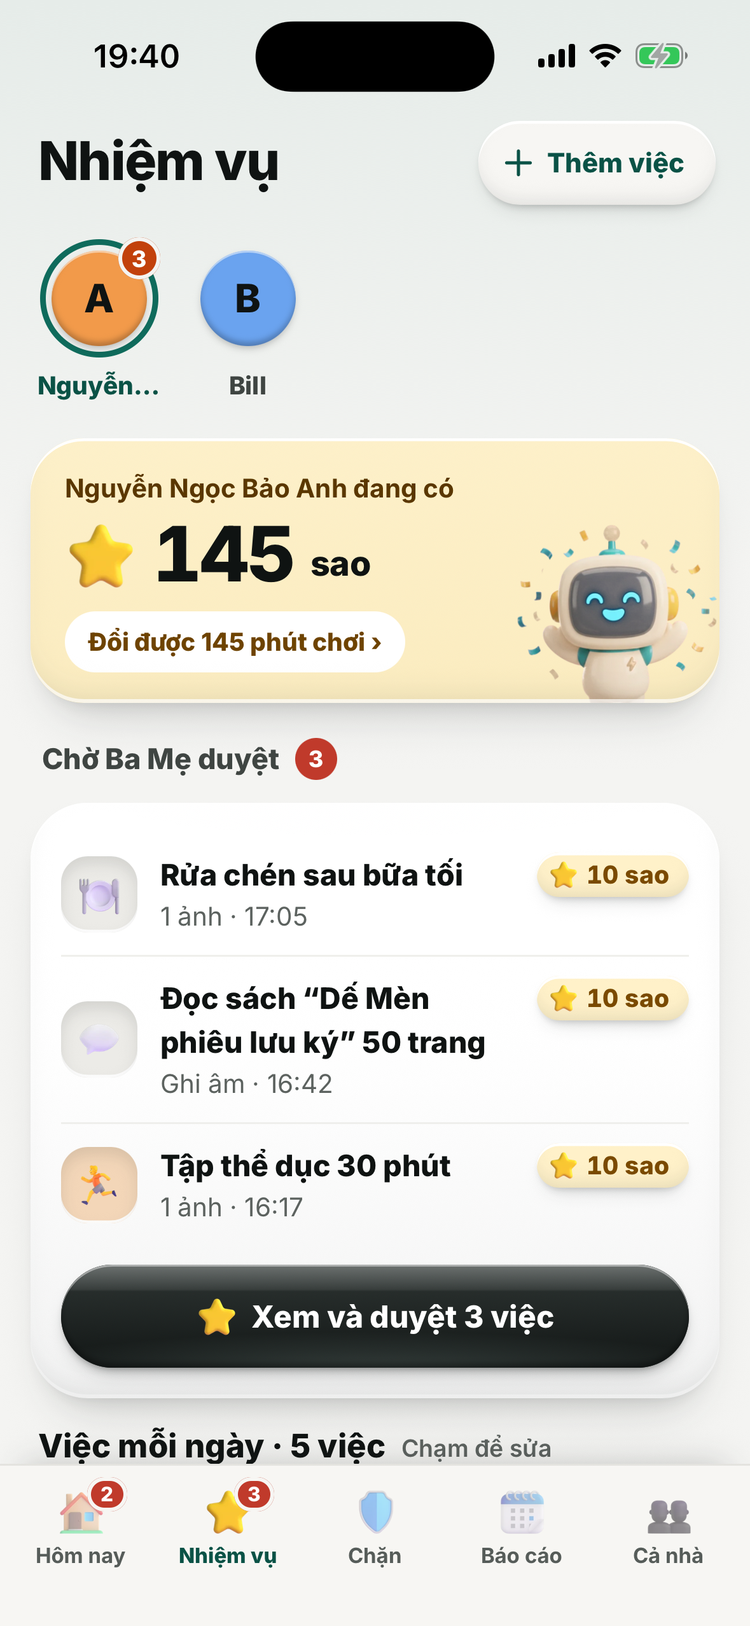 19:40
Nhiệm vụ
+ Thêm việc
A
3
B
Nguyễn...
Bill
Nguyễn Ngọc Bảo Anh đang có
145 sao
Đổi được 145 phút chơi ›
Chờ Ba Mẹ duyệt 3
Rửa chén sau bữa tối
10 sao
1 ảnh · 17:05
Đọc sách “Dế Mèn
phiêu lưu ký” 50 trang
10 sao
Ghi âm · 16:42
Tập thể dục 30 phút
10 sao
1 ảnh · 16:17
Xem và duyệt 3 việc
Việc mỗi ngày · 5 việc Chạm để sửa
2
3
Hôm nay
Nhiệm vụ
Chặn
Báo cáo
Cả nhà